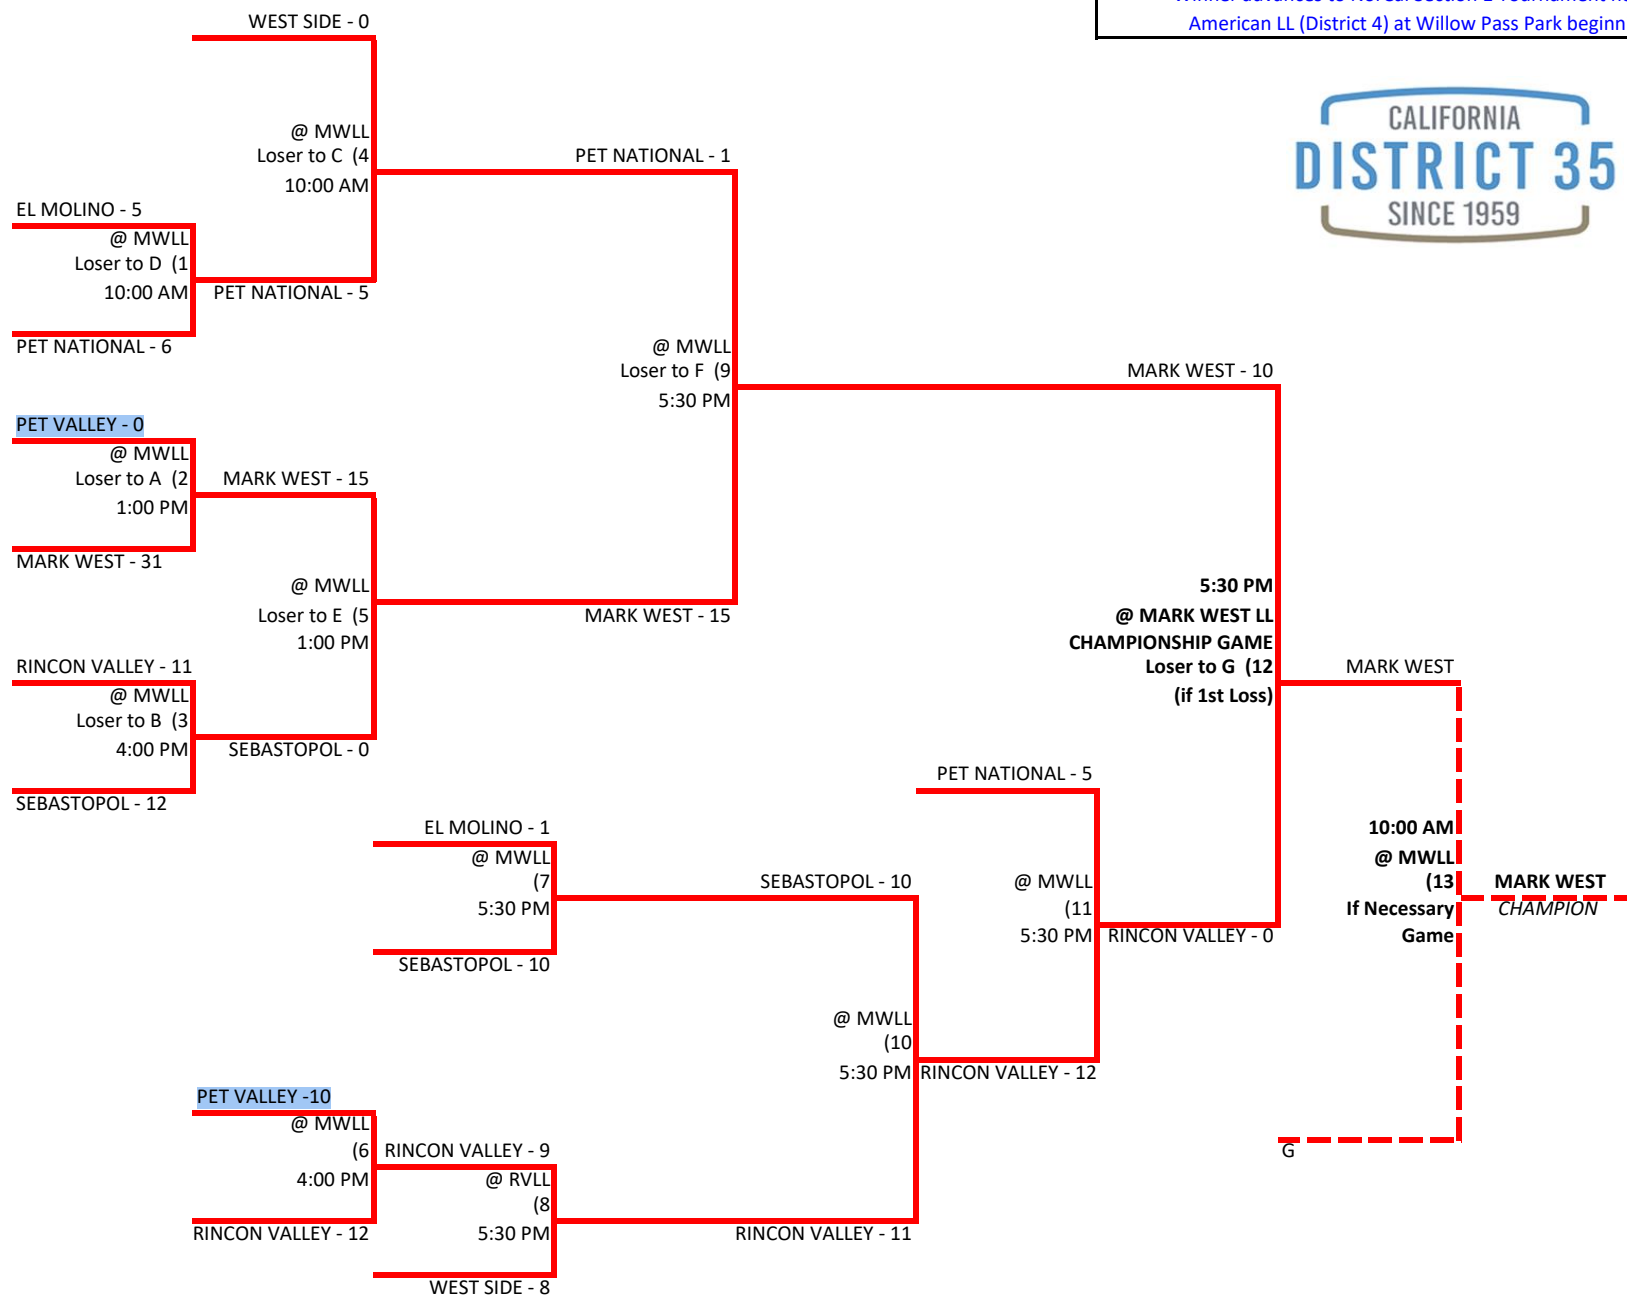 American LL (District 4) at Willow Pass Park beginn
CALIFORNIA
DISTRICT 35
SINCE 1959
WEST SIDE - 0
@ MWLL
Loser to C (4
10:00 AM
PET NATIONAL - 1
EL MOLINO - 5
@ MWLL
Loser to D (1
10:00 AM
PET NATIONAL - 5
PET NATIONAL - 6
@ MWLL
Loser to F (9
5:30 PM
MARK WEST - 10
PET VALLEY - 0
@ MWLL
Loser to A (2
1:00 PM
MARK WEST - 15
MARK WEST - 31
@ MWLL
Loser to E (5
1:00 PM
MARK WEST - 15
5:30 PM
@ MARK WEST LL
CHAMPIONSHIP GAME
Loser to G (12
(if 1st Loss)
MARK WEST
RINCON VALLEY - 11
@ MWLL
Loser to B (3
4:00 PM
SEBASTOPOL - 0
SEBASTOPOL - 12
PET NATIONAL - 5
EL MOLINO - 1
@ MWLL
(7
5:30 PM
SEBASTOPOL - 10
SEBASTOPOL - 10
@ MWLL
(11
5:30 PM
RINCON VALLEY - 0
10:00 AM
@ MWLL
(13
If Necessary
Game
MARK WEST
CHAMPION
@ MWLL
(10
5:30 PM
RINCON VALLEY - 12
PET VALLEY -10
@ MWLL
(6
4:00 PM
RINCON VALLEY - 9
RINCON VALLEY - 12
@ RVLL
(8
5:30 PM
RINCON VALLEY - 11
WEST SIDE - 8
G